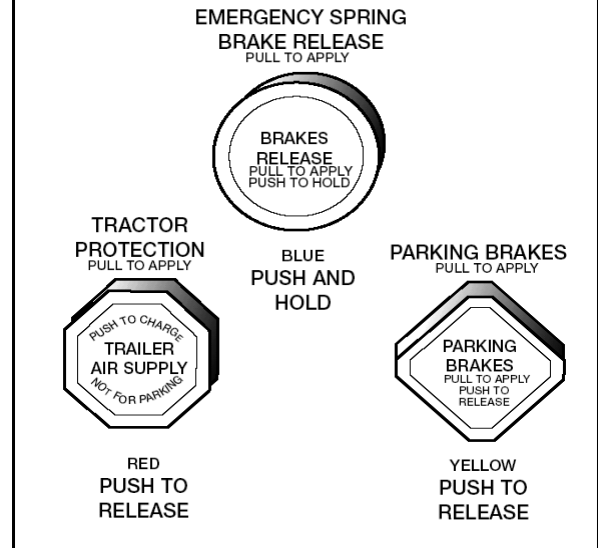 EMERGENCY SPRING
BRAKE RELEASE
PULL TO APPLY
BRAKES
RELEASE
PULL TO APPLY
PUSH TO HOLD
BLUE
PUSH AND
HOLD
TRACTOR
PROTECTION
PULL TO APPLY
PUSH TO CHARGE
TRAILER
AIR SUPPLY
NOT FOR PARKING
RED
PUSH TO
RELEASE
PARKING BRAKES
PULL TO APPLY
PARKING
BRAKES
PULL TO APPLY
PUSH TO
RELEASE
YELLOW
PUSH TO
RELEASE